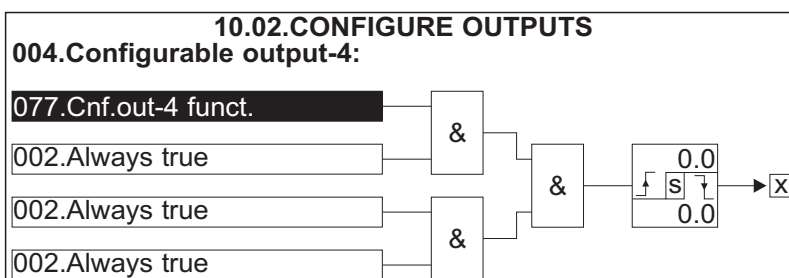 10.02.CONFIGURE OUTPUTS
004.Configurable output-4:
077.Cnf.out-4 funct.
&
002.Always true
0.0
&
S
X
002.Always true
0.0
&
002.Always true